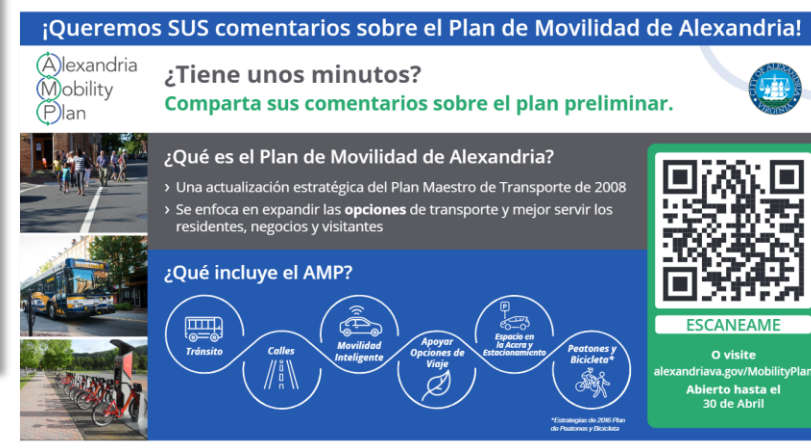 ¡Queremos SUS comentarios sobre el Plan de Movilidad de Alexandria!
Alexandria
Mobility
Plan
¿Tiene unos minutos?
Comparta sus comentarios sobre el plan preliminar.
CITY OF ALEXANDRIA
VIRGINIA
¿Qué es el Plan de Movilidad de Alexandria?
› Una actualización estratégica del Plan Maestro de Transporte de 2008
› Se enfoca en expandir las opciones de transporte y mejor servir los
residentes, negocios y visitantes
¿Qué incluye el AMP?
Tránsito
Calles
Movilidad
Inteligente
Apoyar
Opciones de
Viaje
P
Espacio en
la Acera y
Estacionamiento
Peatones y
Bicicleta*
*Estrategias de 2016 Plan
de Peatones y Bicicleta
ESCANEAME
O visite
alexandriava.gov/MobilityPlan
Abierto hasta el
30 de Abril